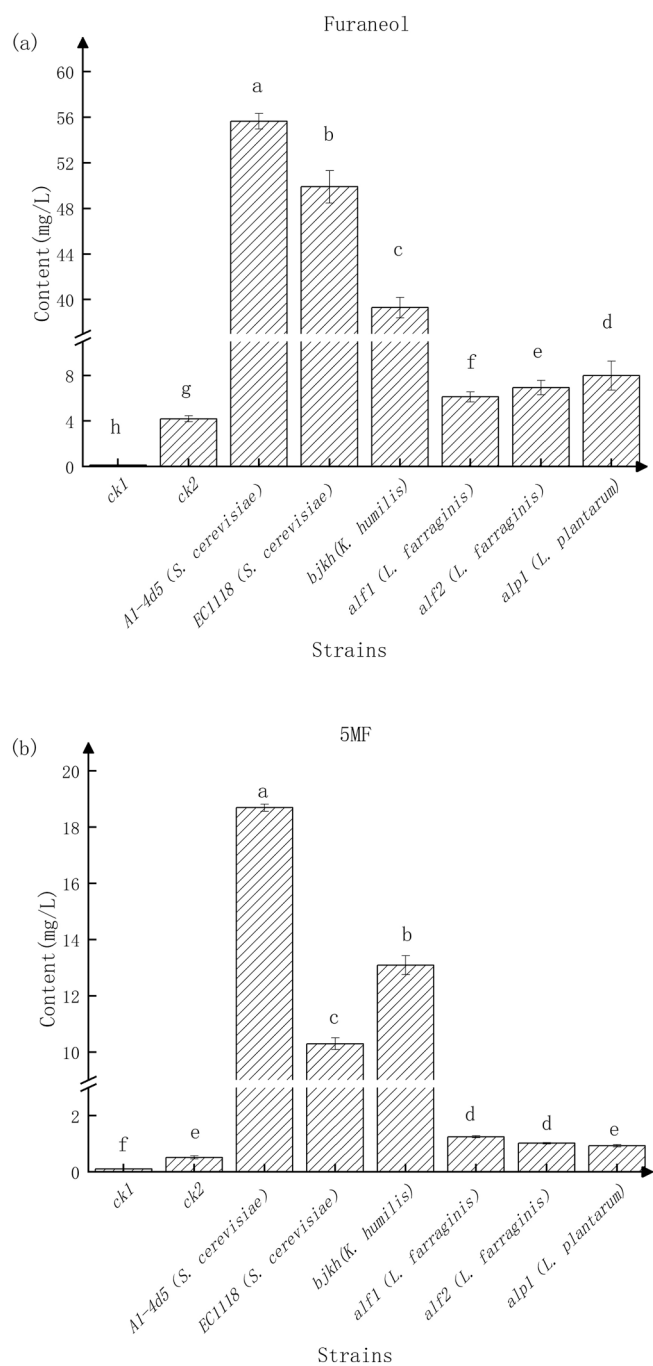 Furaneol
(a)
60
56
52
48
44
40
8
4
0
Content(mg/L)
a
b
c
d
e
f
g
h
ck1
ck2
A1-4d5 (S. cerevisiae)
EC1118 (S. cerevisiae)
bjkh(K. humilis)
alf1 (L. farraginis)
alf2 (L. farraginis)
alp1 (L. plantarum)
Strains
5MF
(b)
20
18
16
14
12
10
2
0
Content(mg/L)
a
b
c
d
d
e
e
f
ck1
ck2
A1-4d5 (S. cerevisiae)
EC1118 (S. cerevisiae)
bjkh(K. humilis)
alf1 (L. farraginis)
alf2 (L. farraginis)
alp1 (L. plantarum)
Strains